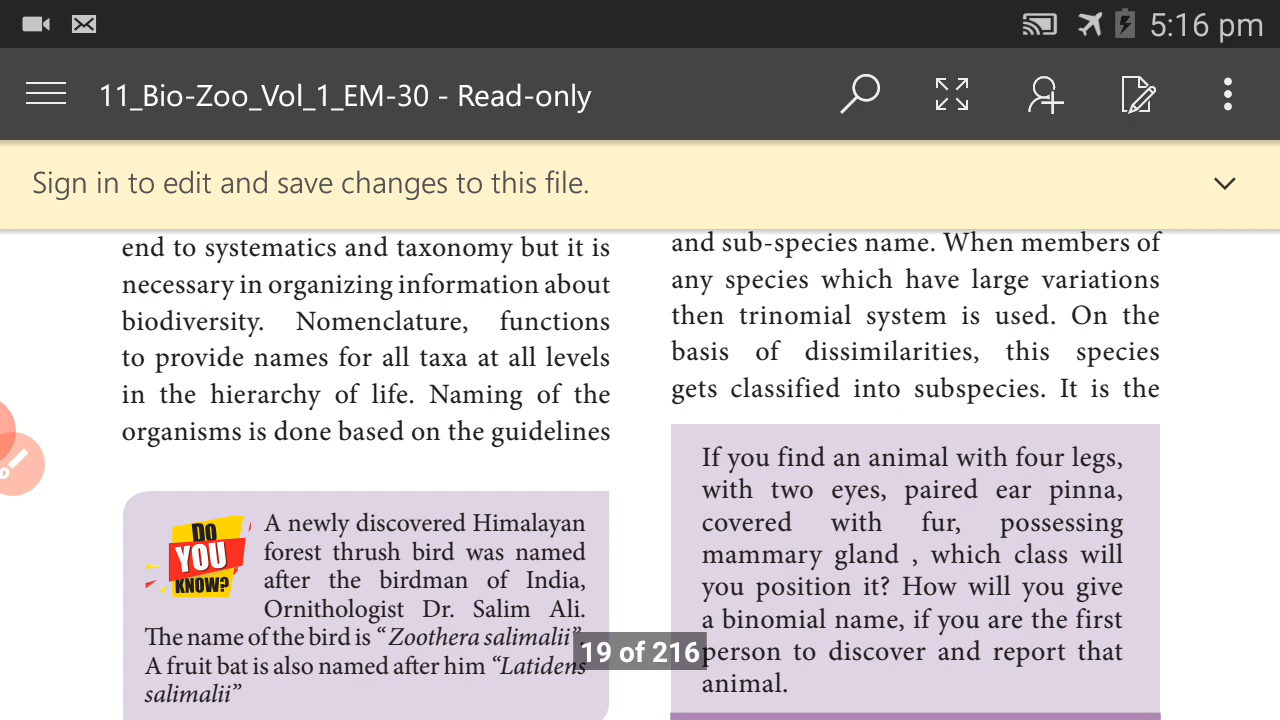 5:16 pm
11_Bio-Zoo_Vol_1_EM-30 - Read-only
Sign in to edit and save changes to this file.
end to systematics and taxonomy but it is
necessary in organizing information about
biodiversity. Nomenclature, functions
to provide names for all taxa at all levels
in the hierarchy of life. Naming of the
organisms is done based on the guidelines
DO
YOU
KNOW?
A newly discovered Himalayan
forest thrush bird was named
after the birdman of India,
Ornithologist Dr. Salim Ali.
The name of the bird is “Zoothera salimalii”.
A fruit bat is also named after him “Latidens
salimalii”
and sub-species name. When members of
any species which have large variations
then trinomial system is used. On the
basis of dissimilarities, this species
gets classified into subspecies. It is the
If you find an animal with four legs,
with two eyes, paired ear pinna,
covered with fur, possessing
mammary gland , which class will
you position it? How will you give
a binomial name, if you are the first
person to discover and report that
animal.
19 of 216